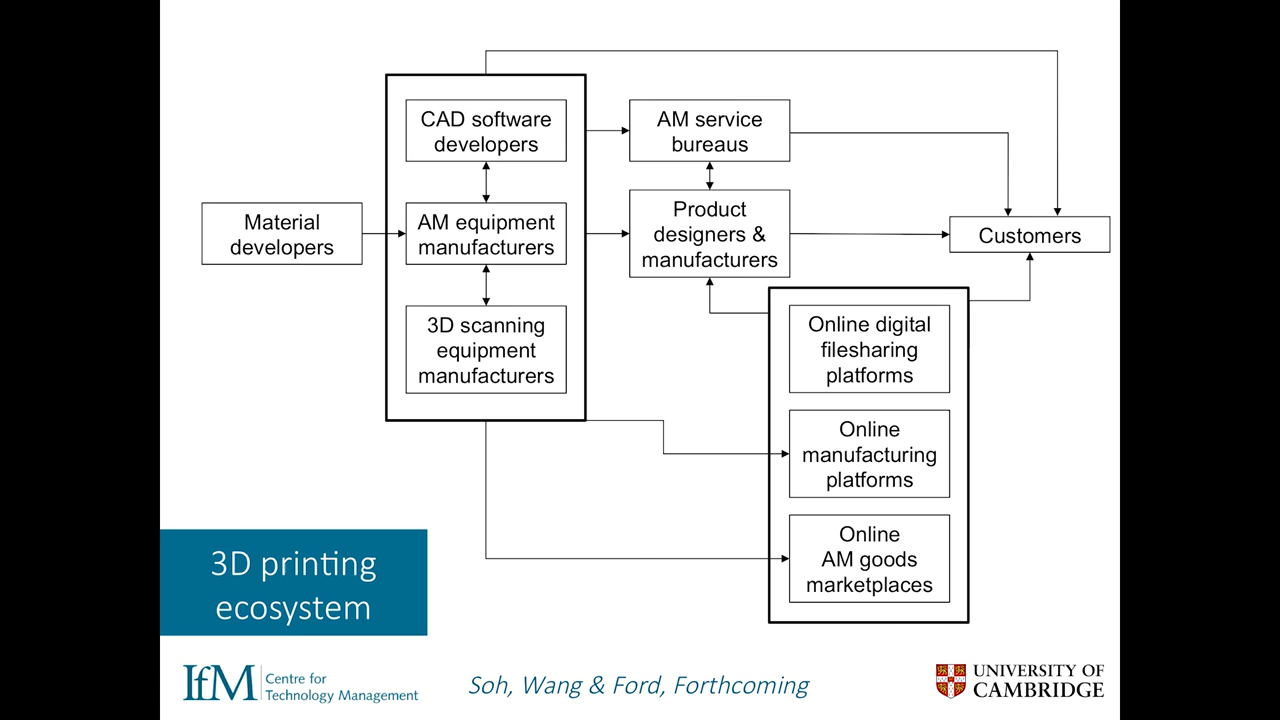 CAD software
developers
AM service
bureaus
Material
developers
AM equipment
manufacturers
Product
designers &
manufacturers
Customers
3D scanning
equipment
manufacturers
Online digital
filesharing
platforms
Online
manufacturing
platforms
Online
AM goods
marketplaces
3D printing
ecosystem
IfM
Centre for
Technology Management
Soh, Wang & Ford, Forthcoming
UNIVERSITY OF
CAMBRIDGE